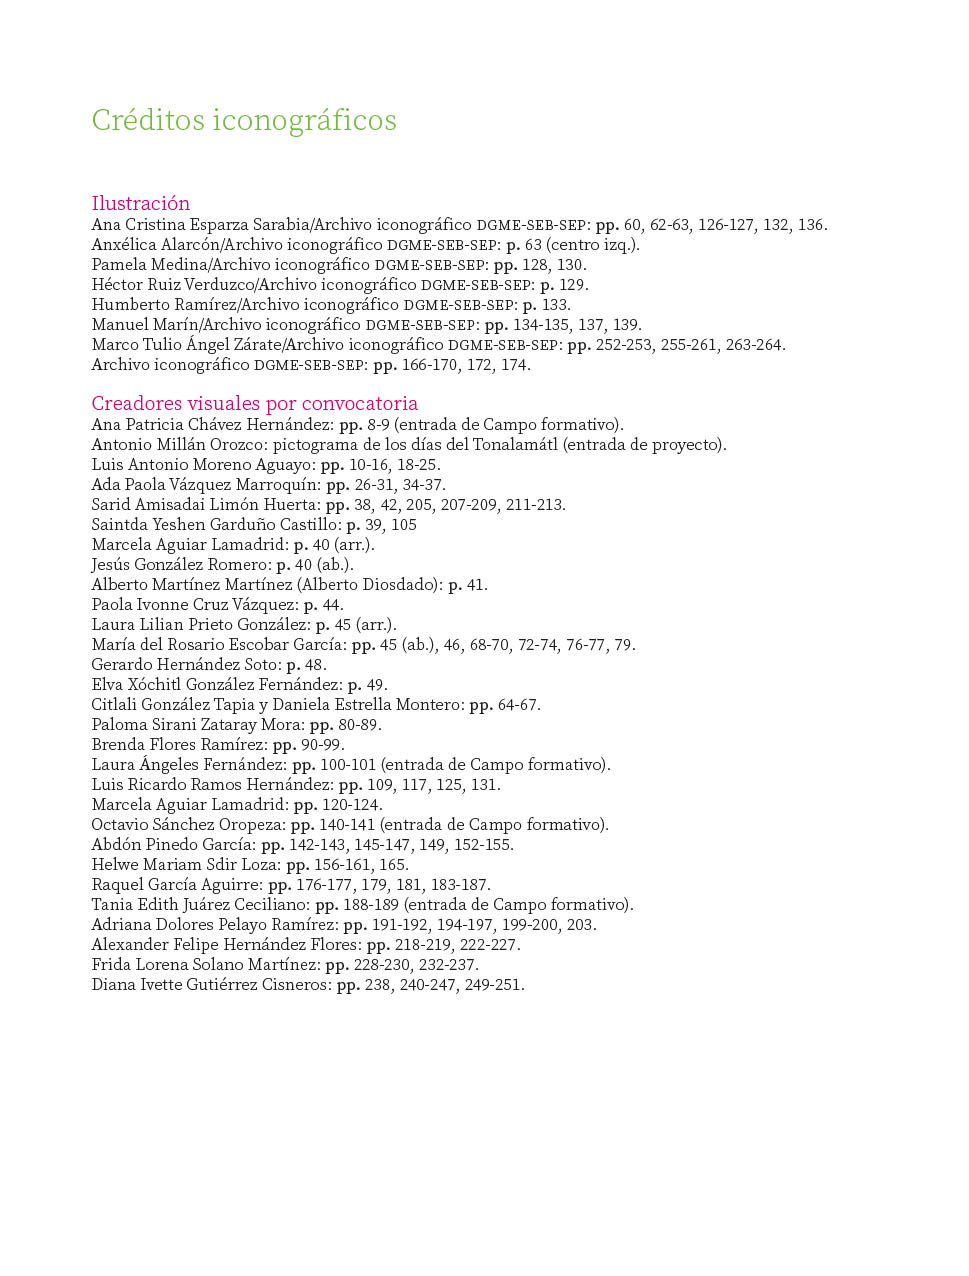 Créditos iconográficos
Ilustración
Ana Cristina Esparza Sarabia/Archivo iconográfico DGME-SEB-SEP: pp. 60, 62-63, 126-127, 132, 136.
Anxélica Alarcón/Archivo iconográfico DGME-SEB-SEP: p. 63 (centro izq.).
Pamela Medina/Archivo iconográfico DGME-SEB-SEP: pp. 128, 130.
Héctor Ruiz Verduzco/Archivo iconográfico DGME-SEB-SEP: p. 129.
Humberto Ramírez/Archivo iconográfico DGME-SEB-SEP: p. 133.
Manuel Marín/Archivo iconográfico DGME-SEB-SEP: pp. 134-135, 137, 139.
Marco Tulio Ángel Zárate/Archivo iconográfico DGME-SEB-SEP: pp. 252-253, 255-261, 263-264.
Archivo iconográfico DGME-SEB-SEP: pp. 166-170, 172, 174.
Creadores visuales por convocatoria
Ana Patricia Chávez Hernández: pp. 8-9 (entrada de Campo formativo).
Antonio Millán Orozco: pictograma de los días del Tonalamátl (entrada de proyecto).
Luis Antonio Moreno Aguayo: pp. 10-16, 18-25.
Ada Paola Vázquez Marroquín: pp. 26-31, 34-37.
Sarid Amisadai Limón Huerta: pp. 38, 42, 205, 207-209, 211-213.
Saintda Yeshen Garduño Castillo: p. 39, 105
Marcela Aguiar Lamadrid: p. 40 (arr.).
Jesús González Romero: p. 40 (ab.).
Alberto Martínez Martínez (Alberto Diosdado): p. 41.
Paola Ivonne Cruz Vázquez: p. 44.
Laura Lilian Prieto González: p. 45 (arr.).
María del Rosario Escobar García: pp. 45 (ab.), 46, 68-70, 72-74, 76-77, 79.
Gerardo Hernández Soto: p. 48.
Elva Xóchitl González Fernández: p. 49.
Citlali González Tapia y Daniela Estrella Montero: pp. 64-67.
Paloma Sirani Zataray Mora: pp. 80-89.
Brenda Flores Ramírez: pp. 90-99.
Laura Ángeles Fernández: pp. 100-101 (entrada de Campo formativo).
Luis Ricardo Ramos Hernández: pp. 109, 117, 125, 131.
Marcela Aguiar Lamadrid: pp. 120-124.
Octavio Sánchez Oropeza: pp. 140-141 (entrada de Campo formativo).
Abdón Pinedo García: pp. 142-143, 145-147, 149, 152-155.
Helwe Mariam Sdir Loza: pp. 156-161, 165.
Raquel García Aguirre: pp. 176-177, 179, 181, 183-187.
Tania Edith Juárez Ceciliano: pp. 188-189 (entrada de Campo formativo).
Adriana Dolores Pelayo Ramírez: pp. 191-192, 194-197, 199-200, 203.
Alexander Felipe Hernández Flores: pp. 218-219, 222-227.
Frida Lorena Solano Martínez: pp. 228-230, 232-237.
Diana Ivette Gutiérrez Cisneros: pp. 238, 240-247, 249-251.